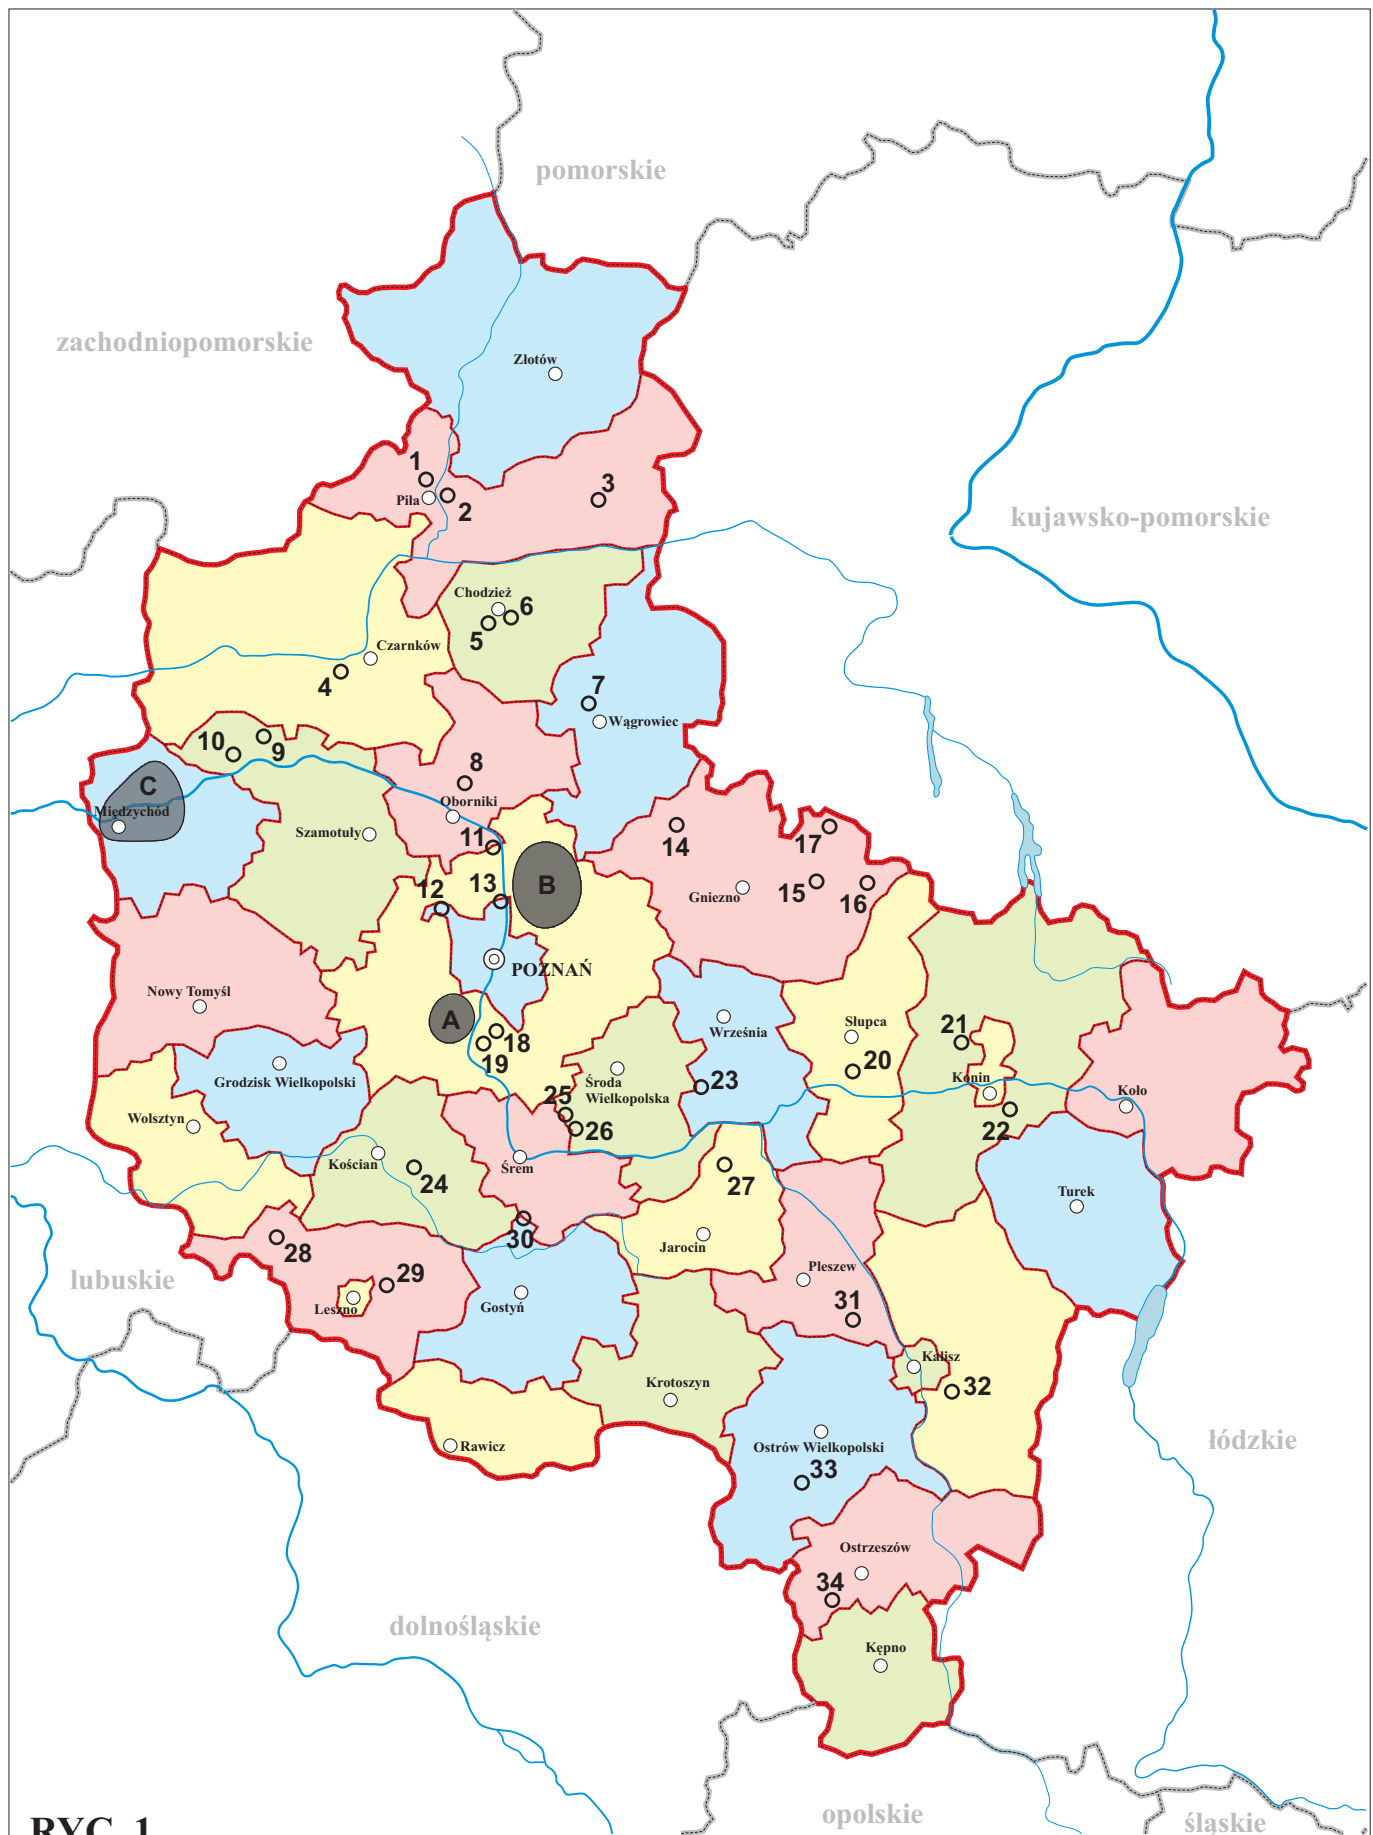 pomorskie
zachodniopomorskie
Złotów
1
Piła
2
3
kujawsko-pomorskie
Chodzież
6
5
Czarnków
4
7
Wągrowiec
10
9
8
C
Międzychód
Oborniki
Szamotuły
11
14
17
12
13
B
Gniezno
15
16
POZNAŃ
Nowy Tomyśl
A
18
19
Września
Słupca
21
20
Grodzisk Wielkopolski
Środa
Wielkopolska
23
Konin
22
Koło
Wolsztyn
25
26
Kościan
24
Śrem
27
Turek
30
28
Jarocin
lubuskie
29
Leszno
Gostyń
Pleszew
31
Kalisz
32
Krotoszyn
Rawicz
Ostrów Wielkopolski
33
łódzkie
Ostrzeszów
34
dolnośląskie
Kępno
opolskie
śląskie
RYC. 1